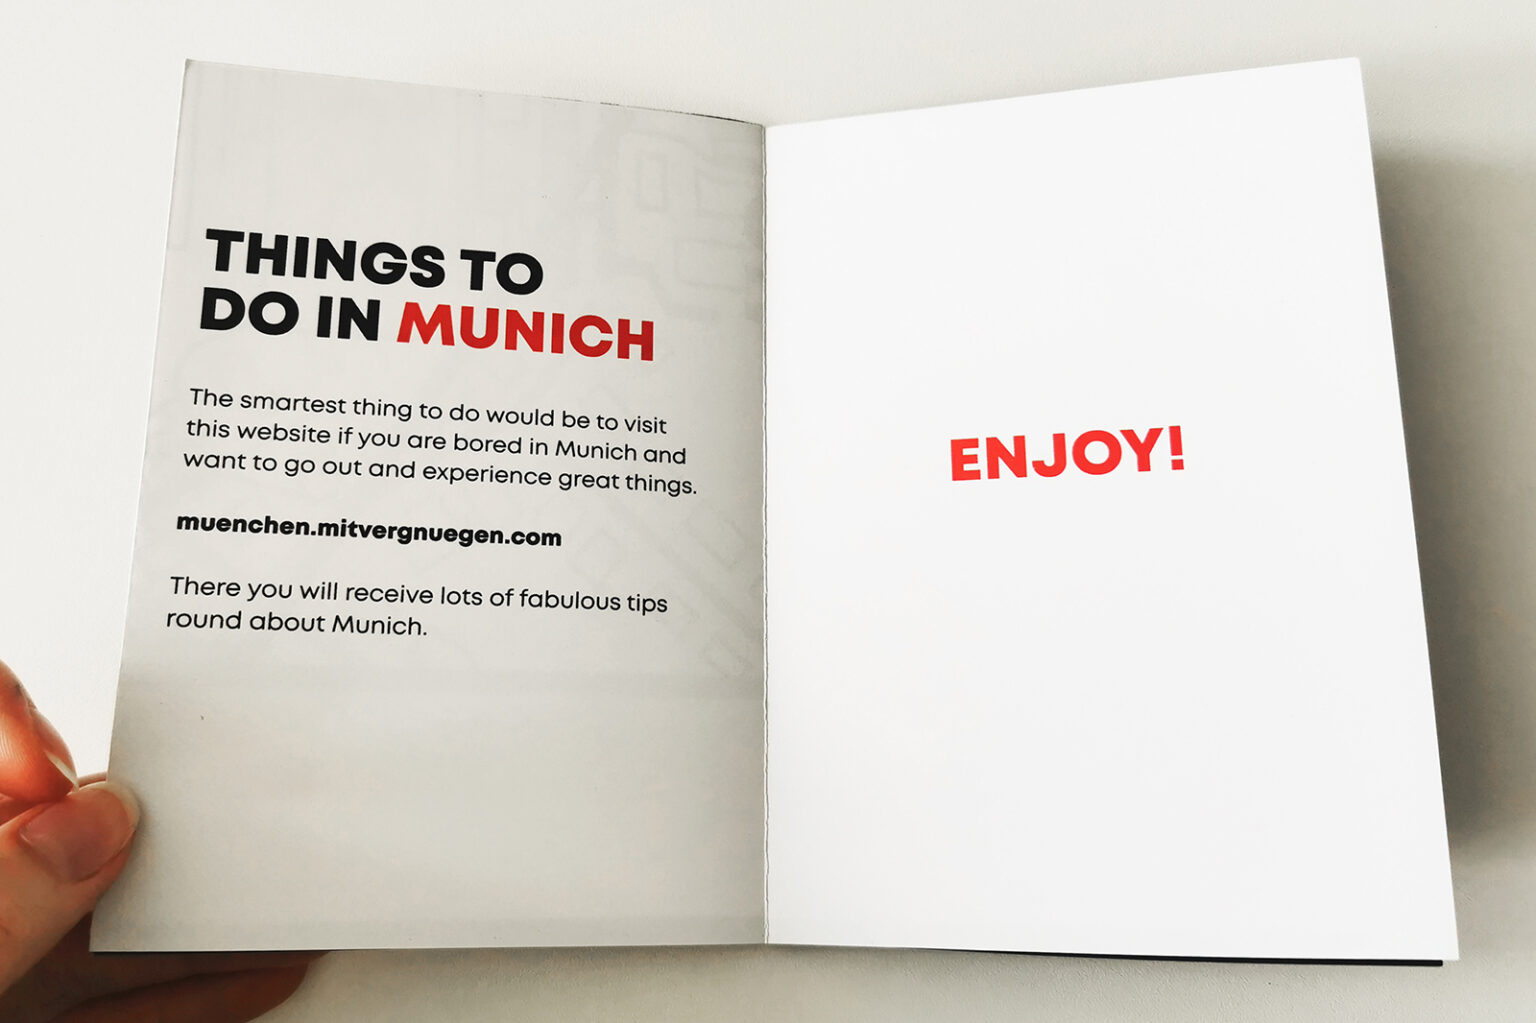 THINGS TO
DO IN MUNICH
The smartest thing to do would be to visit
this website if you are bored in Munich and
want to go out and experience great things.
muenchen.mitvergnuegen.com
There you will receive lots of fabulous tips
round about Munich.
ENJOY!